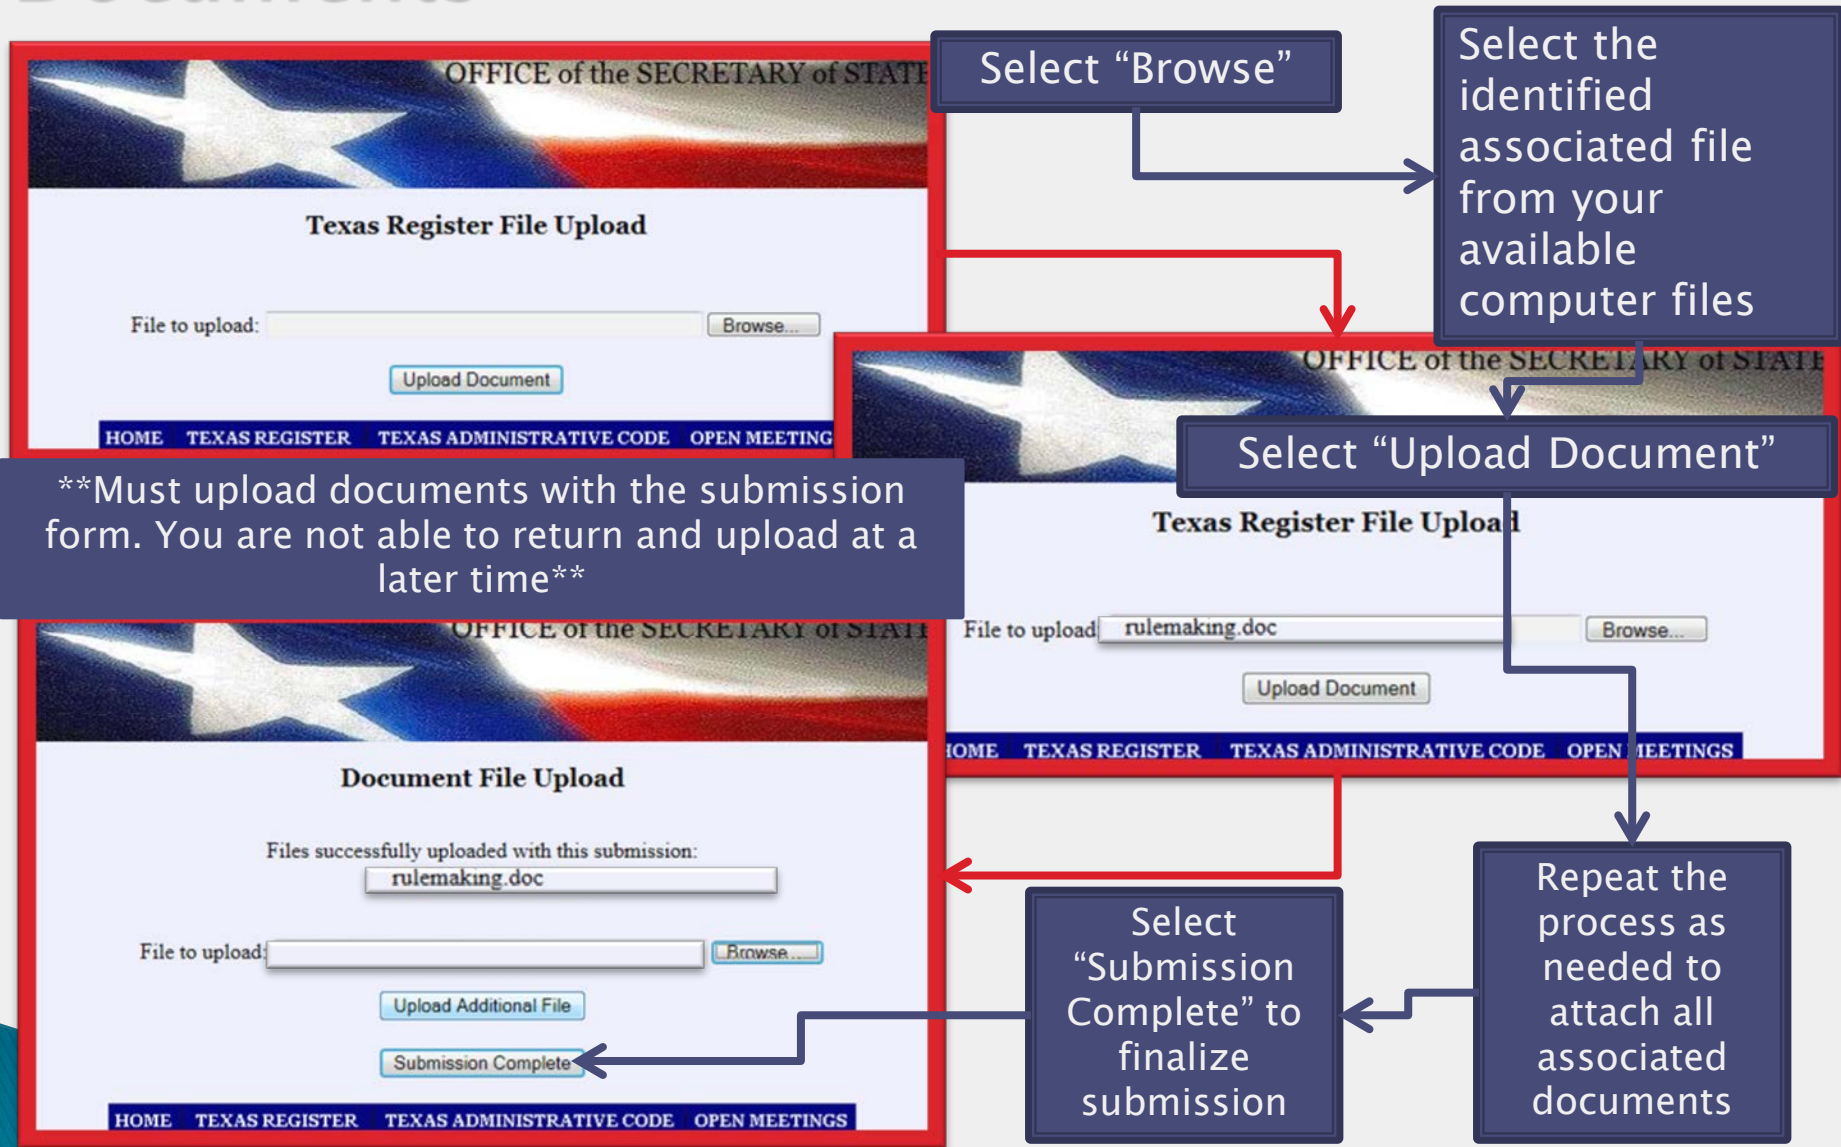 OFFICE of the SECRETARY of STATE
Texas Register File Upload
File to upload:
Browse...
Upload Document
HOME TEXAS REGISTER TEXAS ADMINISTRATIVE CODE OPEN MEETING
Select “Browse”
Select the
identified
associated file
from your
available
computer files
OFFICE of the SECRETARY of STATE
Select “Upload Document”
Texas Register File Upload
File to upload
rulemaking.doc
Browse...
Upload Document
HOME TEXAS REGISTER TEXAS ADMINISTRATIVE CODE OPEN MEETINGS
**Must upload documents with the submission
form. You are not able to return and upload at a
later time**
OFFICE of the SECRETARY of STATE
Document File Upload
Files successfully uploaded with this submission:
rulemaking.doc
File to upload:
Browse...
Upload Additional File
Submission Complete
HOME TEXAS REGISTER TEXAS ADMINISTRATIVE CODE OPEN MEETINGS
Repeat the
process as
needed to
attach all
associated
documents
Select
“Submission
Complete” to
finalize
submission